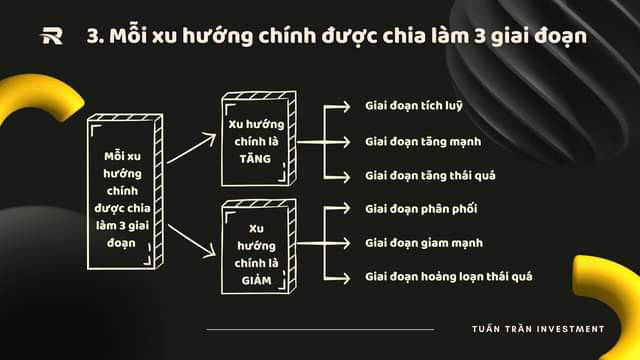 3. Mỗi xu hướng chính được chia làm 3 giai đoạn
Mỗi xu
hướng
chính
được chia
làm 3 giai
đoạn
Xu hướng
chính là
TĂNG
Giai đoạn tích luỹ
Giai đoạn tăng mạnh
Giai đoạn tăng thái quá
Xu
hướng
chính là
GIẢM
Giai đoạn phân phối
Giai đoạn giảm mạnh
Giai đoạn hoảng loạn thái quá
TUẤN TRẦN INVESTMENT